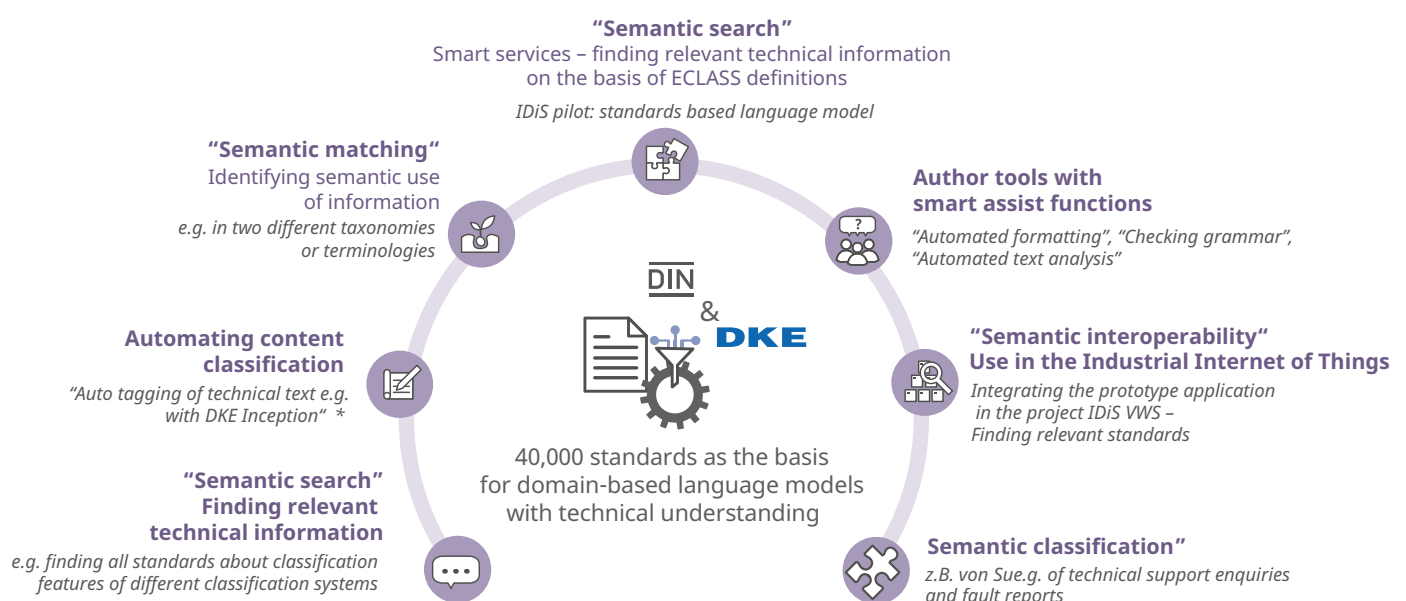 “Semantic search”
Smart services – finding relevant technical information
on the basis of ECLASS definitions
IDiS pilot: standards based language model
“Semantic matching“
Identifying semantic use
of information
e.g. in two different taxonomies
or terminologies
Author tools with
smart assist functions
“Automated formatting”, “Checking grammar”,
“Automated text analysis”
?
DIN
&
DKE
Automating content
classification
“Auto tagging of technical text e.g.
with DKE Inception“ *
“Semantic interoperability“
Use in the Industrial Internet of Things
Integrating the prototype application
in the project IDiS VWS –
Finding relevant standards
40,000 standards as the basis
for domain-based language models
with technical understanding
“Semantic search”
Finding relevant
technical information
e.g. finding all standards about classification
features of different classification systems
Semantic classification”
z.B. von Sue.g. of technical support enquiries
and fault reports